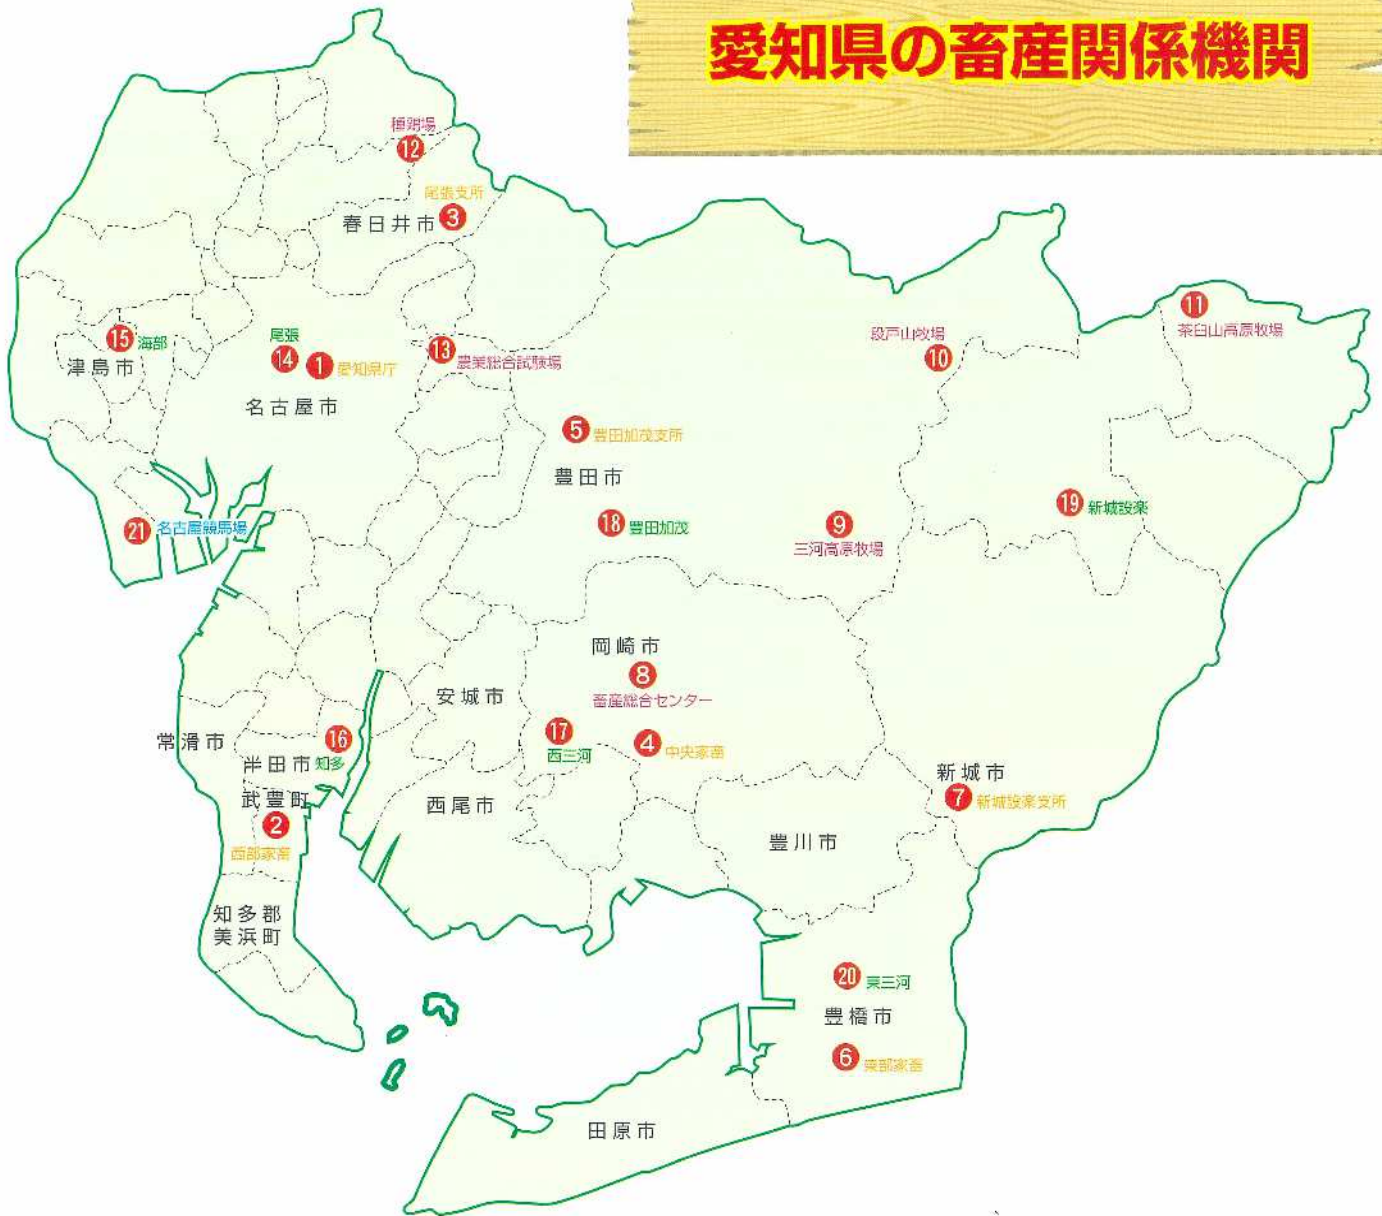 愛知県の畜産関係機関
種鶏場
12
尾張支所
3
春日井市
11
茶臼山高原牧場
15
海部
津島市
尾張
14
1
愛知県庁
名古屋市
13
農業総合試験場
段戸山牧場
10
5
豊田加茂支所
豊田市
19
新城設楽
21
名古屋競馬場
18
豊田加茂
9
三河高原牧場
岡崎市
8
畜産総合センター
安城市
17
西三河
4
中央家畜
常滑市
16
半田市
知多
武豊町
2
西部家畜
西尾市
新城市
7
新城設楽支所
豊川市
知多郡
美浜町
20
東三河
豊橋市
6
東部家畜
田原市